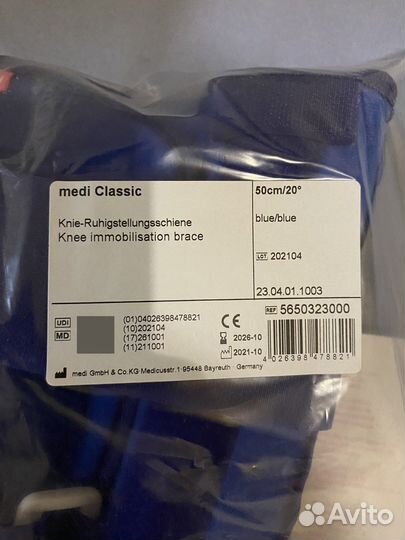 medi Classic
50cm/20°
Knie-Ruhigstellungsschiene
Knee immobilisation brace
blue/blue
LOT 202104
23.04.01.1003
REF 5650323000
UDI
MD
(01)04026398478821
(10)202104
(17)261001
(11)211001
CE
2026-10
2021-10
4 026398 478821
medi GmbH & Co.KG Medicusstr.1 95448 Bayreuth Germany
Avito